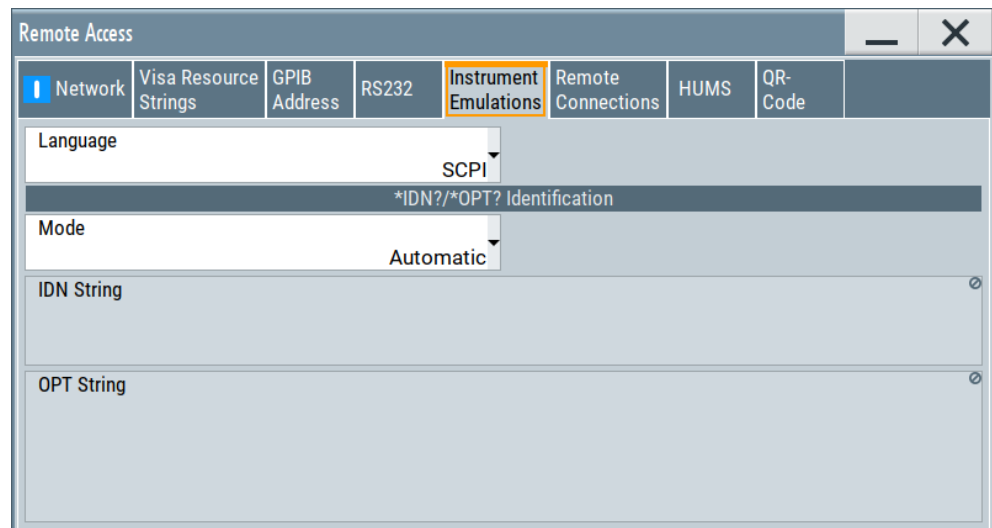 Remote Access
Network
Visa Resource
Strings
GPIB
Address
RS232
Instrument
Emulations
Remote
Connections
HUMS
QR-
Code
Language
SCPI
*IDN?/*OPT? Identification
Mode
Automatic
IDN String
OPT String